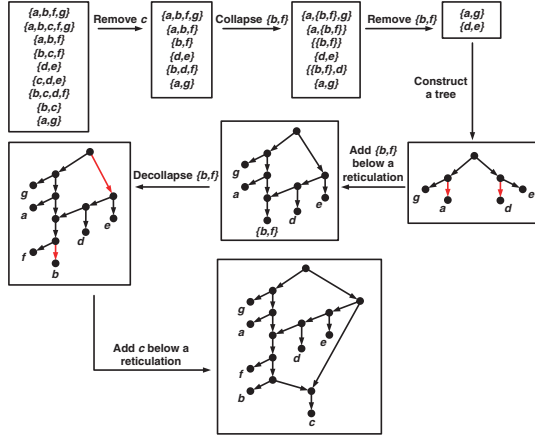 {a,b,f,g}
{a,b,c,f,g}
{a,b,f}
{b,c,f}
{d,e}
{c,d,e}
{b,c,d,f}
{b,c}
{a,g}
Remove c
{a,b,f,g}
{a,b,f}
{b,f}
{d,e}
{b,d,f}
{a,g}
Collapse {b,f}
{a,{b,f},g}
{a,{b,f}}
{{b,f}}
{d,e}
{{b,f},d}
{a,g}
Remove {b,f}
{a,g}
{d,e}
Construct
a tree
g
a
d
e
Add {b,f}
below a
reticulation
g
a
d
e
{b,f}
Decollapse {b,f}
g
a
d
e
f
b
Add c below a
reticulation
g
a
d
e
f
b
c